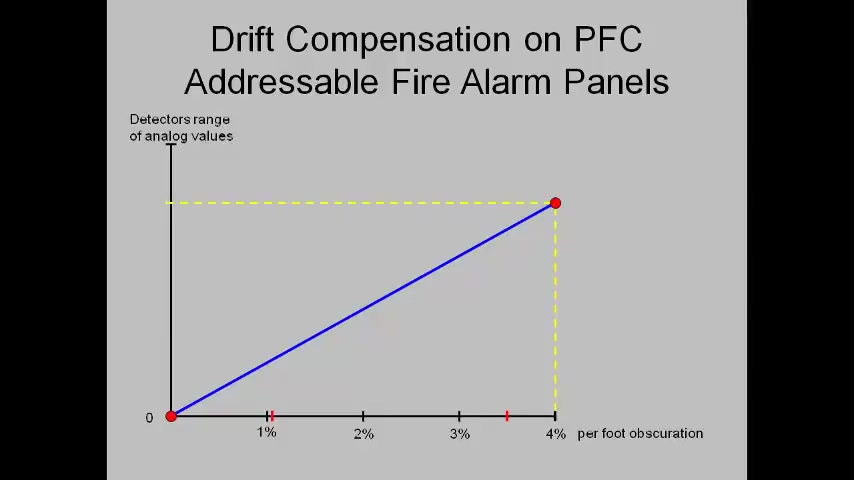 Drift Compensation on PFC
Addressable Fire Alarm Panels
Detectors range
of analog values
0
1%
2%
3%
4%
per foot obscuration